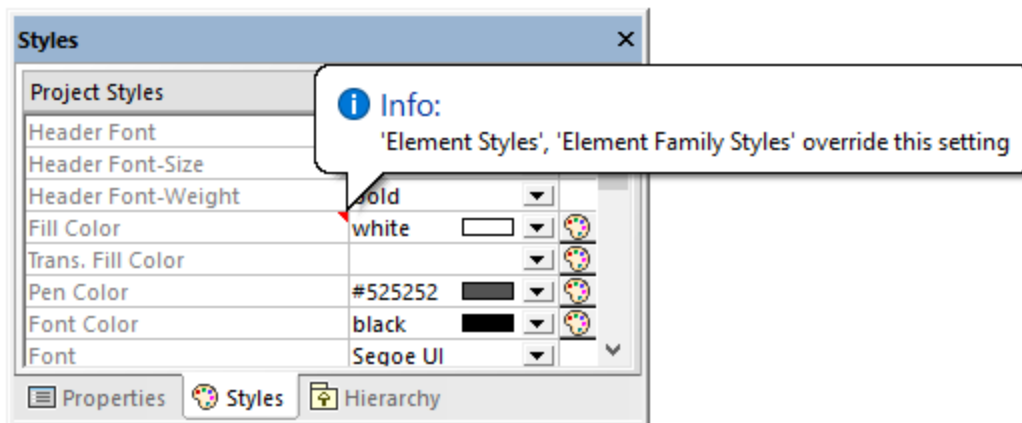 Styles
Project Styles
Info:
'Element Styles', 'Element Family Styles' override this setting
Header Font
Header Font-Size
Header Font-Weight bold
Fill Color white
Trans. Fill Color
Pen Color #525252
Font Color black
Font Segoe UI
Properties Styles Hierarchy